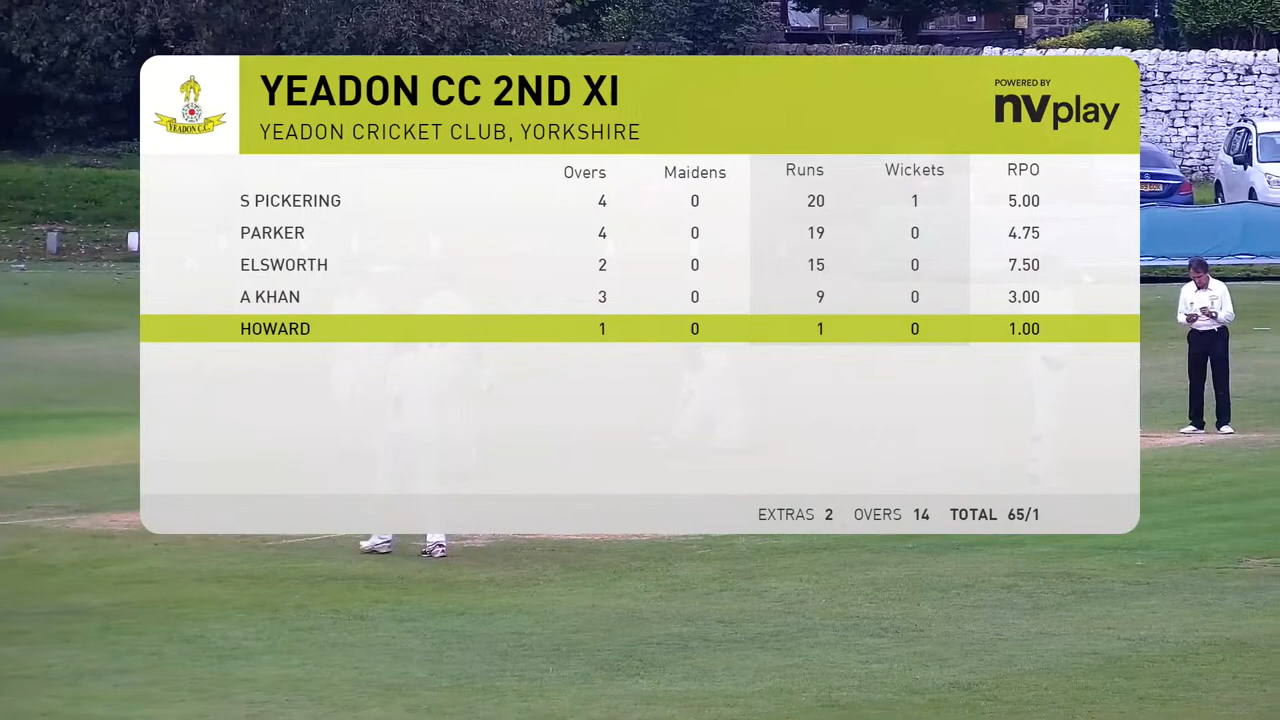 YEADON CC 2ND XI
YEADON CRICKET CLUB, YORKSHIRE
POWERED BY
nvplay
YEADON C.C.
Overs Maidens Runs Wickets RPO
S PICKERING 4 0 20 1 5.00
PARKER 4 0 19 0 4.75
ELSWORTH 2 0 15 0 7.50
A KHAN 3 0 9 0 3.00
HOWARD 1 0 1 0 1.00
EXTRAS 2 OVERS 14 TOTAL 65/1